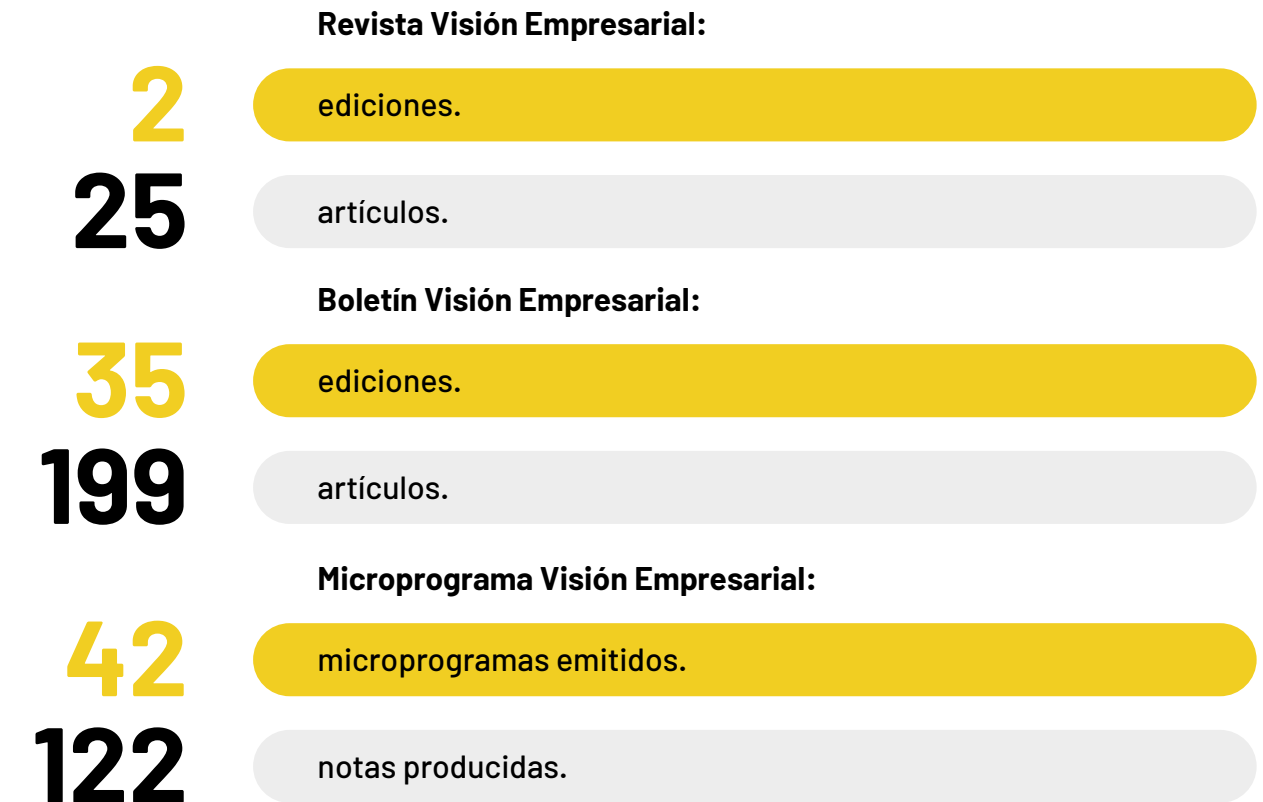 Revista Visión Empresarial:
2 ediciones.
25 artículos.
Boletín Visión Empresarial:
35 ediciones.
199 artículos.
Microprograma Visión Empresarial:
42 microprogramas emitidos.
122 notas producidas.